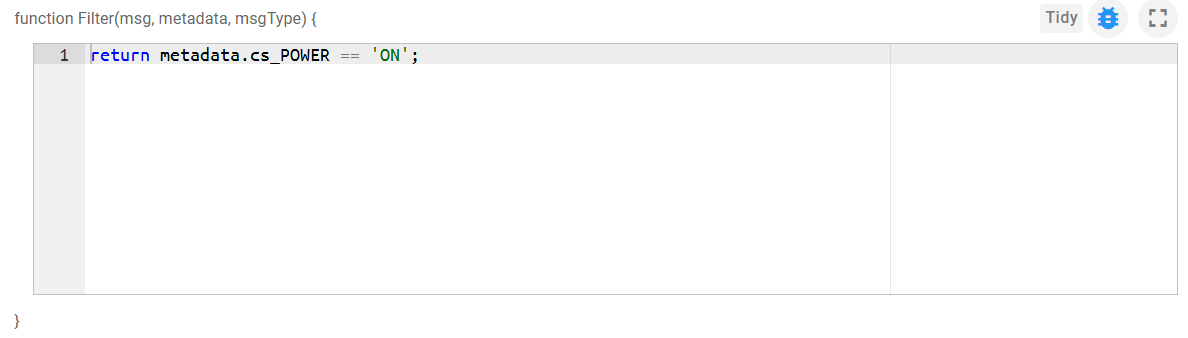 function Filter(msg, metadata, msgType) {
Tidy
1 return metadata.cs_POWER == 'ON';
}